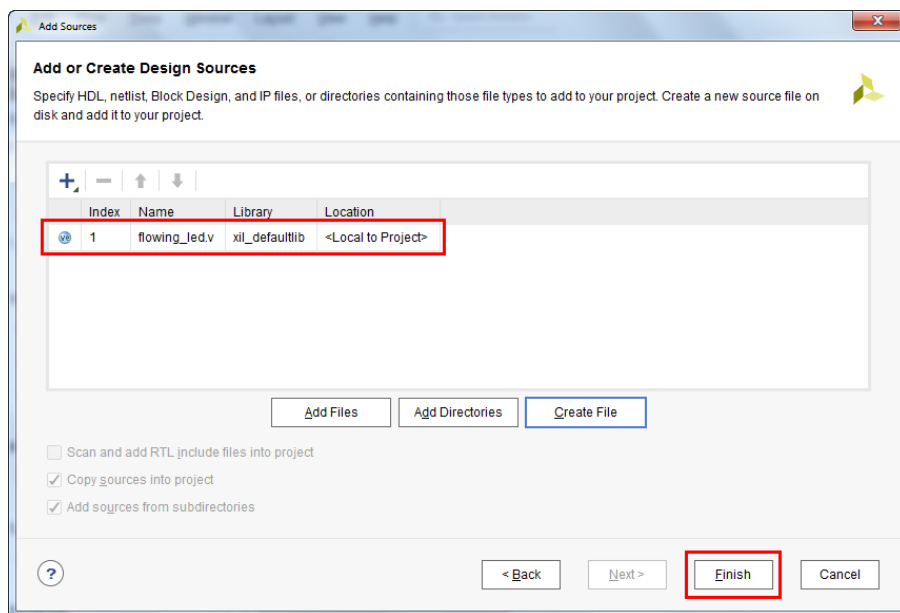 Add Sources
Add or Create Design Sources
Specify HDL, netlist, Block Design, and IP files, or directories containing those file types to add to your project. Create a new source file on
disk and add it to your project.
Index Name Library Location
1 flowing_led.v xil_defaultlib <Local to Project>
Add Files Add Directories Create File
Scan and add RTL include files into project
Copy sources into project
Add sources from subdirectories
? < Back Next > Finish Cancel